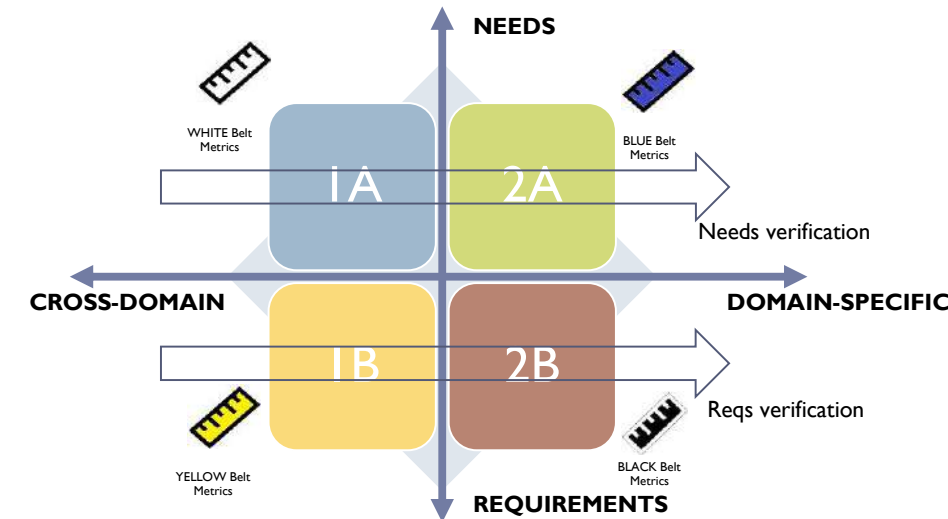 NEEDS
WHITE Belt
Metrics
BLUE Belt
Metrics
1A
2A
Needs verification
CROSS-DOMAIN
DOMAIN-SPECIFIC
1B
2B
Reqs verification
YELLOW Belt
Metrics
BLACK Belt
Metrics
REQUIREMENTS